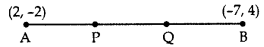 (2, -2) (-7, 4)
A P Q B